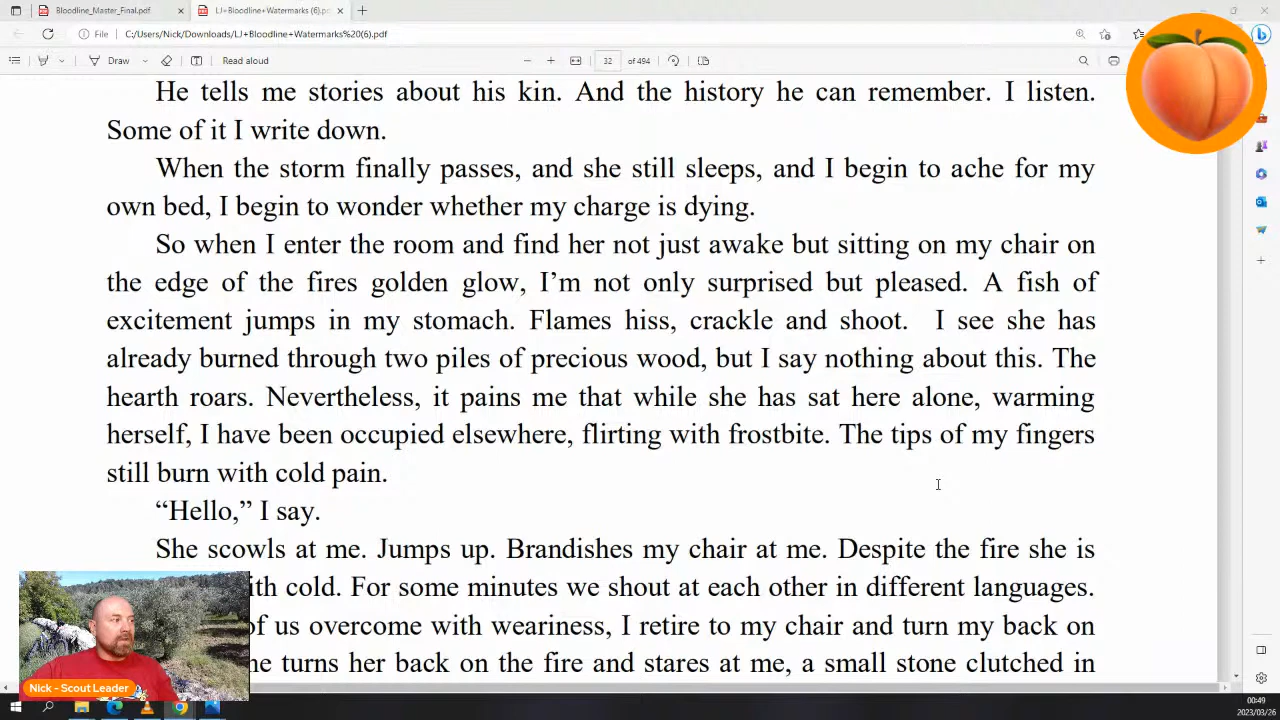 Bloodline_Master_Final.pdf
LJ+Bloodline+Watermarks (6).pdf
File
C:/Users/Nick/Downloads/LJ+Bloodline+Watermarks%20(6).pdf
Draw
Read aloud
32
of 494
He tells me stories about his kin. And the history he can remember. I listen.
Some of it I write down.
When the storm finally passes, and she still sleeps, and I begin to ache for my
own bed, I begin to wonder whether my charge is dying.
So when I enter the room and find her not just awake but sitting on my chair on
the edge of the fires golden glow, I’m not only surprised but pleased. A fish of
excitement jumps in my stomach. Flames hiss, crackle and shoot. I see she has
already burned through two piles of precious wood, but I say nothing about this. The
hearth roars. Nevertheless, it pains me that while she has sat here alone, warming
herself, I have been occupied elsewhere, flirting with frostbite. The tips of my fingers
still burn with cold pain.
“Hello,” I say.
She scowls at me. Jumps up. Brandishes my chair at me. Despite the fire she is
with cold. For some minutes we shout at each other in different languages.
of us overcome with weariness, I retire to my chair and turn my back on
turns her back on the fire and stares at me, a small stone clutched in
Nick - Scout Leader
00:49
2023/03/26